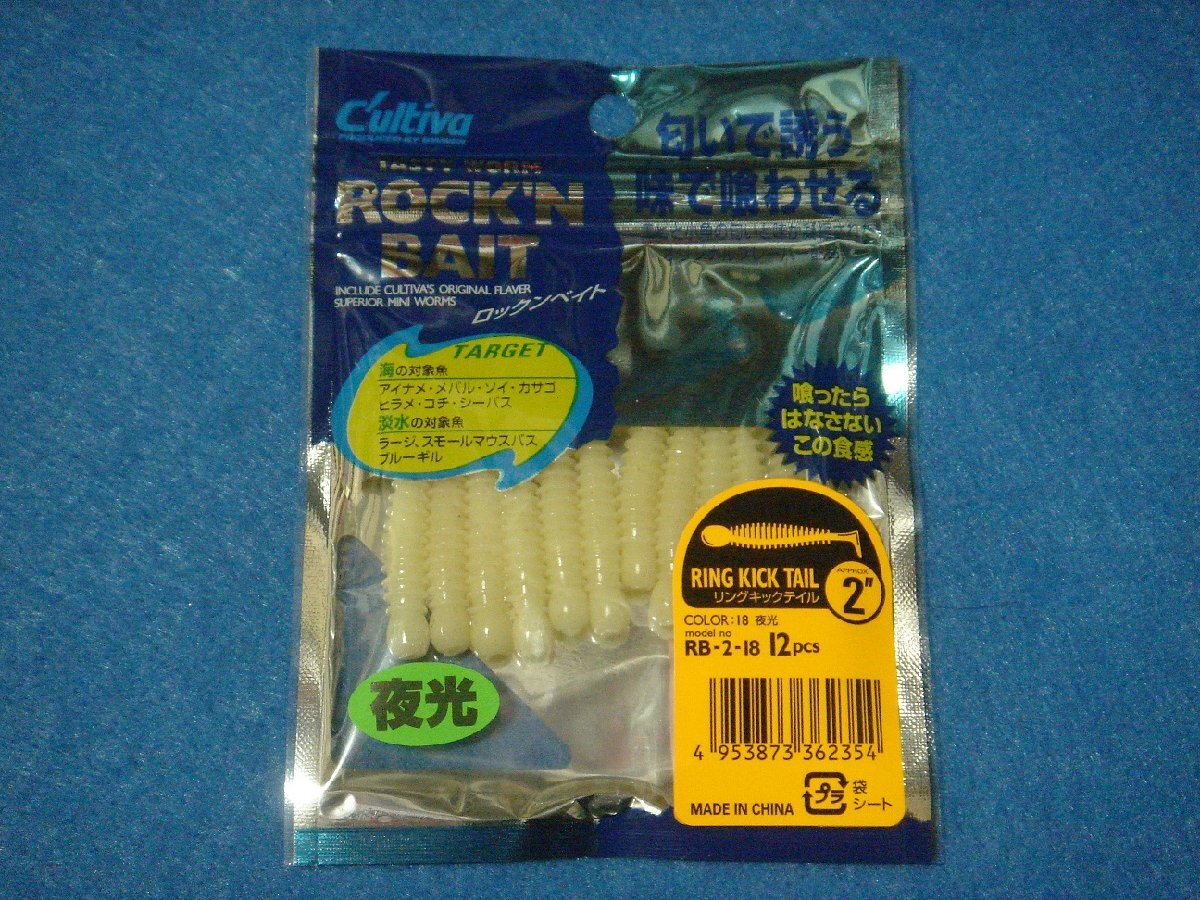 C'ultiva
TASTY WORM
ROCK'N
BAIT
INCLUDE CULTIVA'S ORIGINAL FLAVER
SUPERIOR MINI WORMS
ロックンベイト
匂いで誘う
味で喰わせる
TARGET
海の対象魚
アイナメ・メバル・ソイ・カサゴ
ヒラメ・コチ・シーバス
淡水の対象魚
ラージ、スモールマウスバス
ブルーギル
喰ったら
はなさない
この食感
夜光
RING KICK TAIL
リングキックテイル
APPROX
2"
COLOR:18 夜光
mocel no
RB-2-18 12pcs
4 953873 362354
プラ
袋
シート
MADE IN CHINA